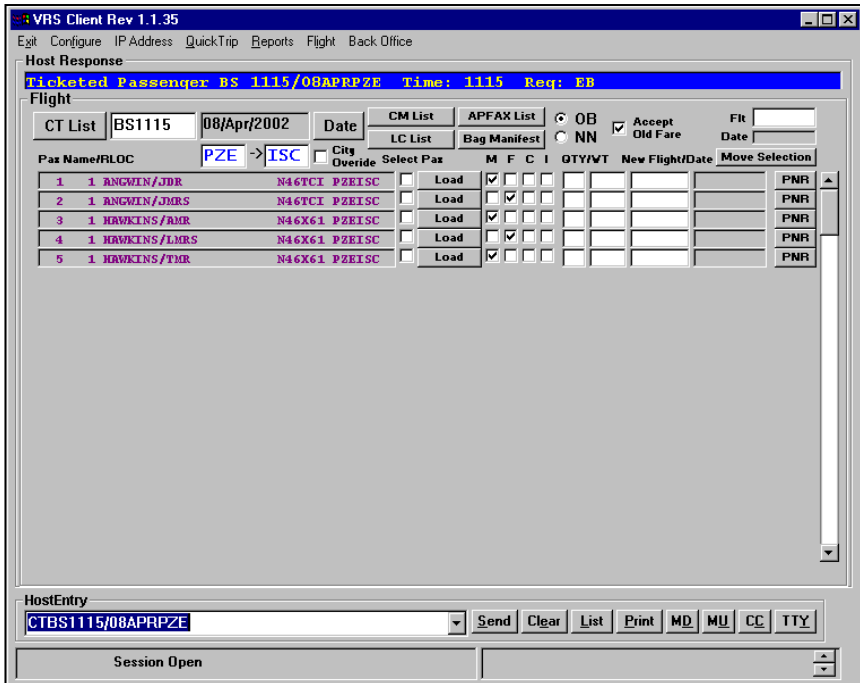 VRS Client Rev 1.1.35
Exit Configure IP Address QuickTrip Reports Flight Back Office
Host Response
Ticketed Passenger BS 1115/08APRPZE Time: 1115 Req: EB
Flight
CT List BS1115 08/Apr/2002 Date CM List APFAX List OB Accept Old Fare Flt
LC List Bag Manifest NN Date
Pax Name/RLOC PZE -> ISC City Overide Select Pax M F C I QTY/WT New Flight/Date Move Selection
1 1 ANGWIN/JDR N46TCI PZEISC Load PNR
2 1 ANGWIN/JMRS N46TCI PZEISC Load PNR
3 1 HAWKINS/AMR N46X61 PZEISC Load PNR
4 1 HAWKINS/LMRS N46X61 PZEISC Load PNR
5 1 HAWKINS/TMR N46X61 PZEISC Load PNR
HostEntry
CTBS1115/08APRPZE Send Clear List Print MD MU CC TTY
Session Open